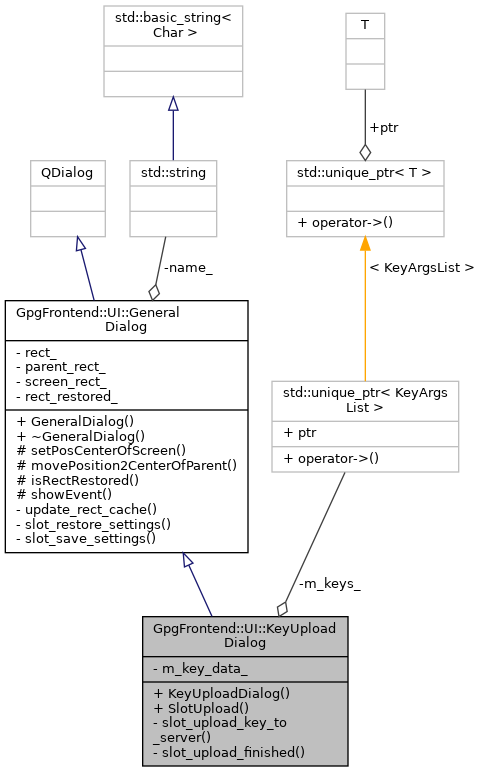 std::basic_string<
Char >
T
+ptr
QDialog
std::string
std::unique_ptr< T >
+ operator->()
-name_
< KeyArgsList >
GpgFrontend::UI::General
Dialog
- rect_
- parent_rect_
- screen_rect_
- rect_restored_
+ GeneralDialog()
+ ~GeneralDialog()
# setPosCenterOfScreen()
# movePosition2CenterOfParent()
# isRectRestored()
# showEvent()
- update_rect_cache()
- slot_restore_settings()
- slot_save_settings()
std::unique_ptr< KeyArgs
List >
+ ptr
+ operator->()
-m_keys_
GpgFrontend::UI::KeyUpload
Dialog
- m_key_data_
+ KeyUploadDialog()
+ SlotUpload()
- slot_upload_key_to
_server()
- slot_upload_finished()